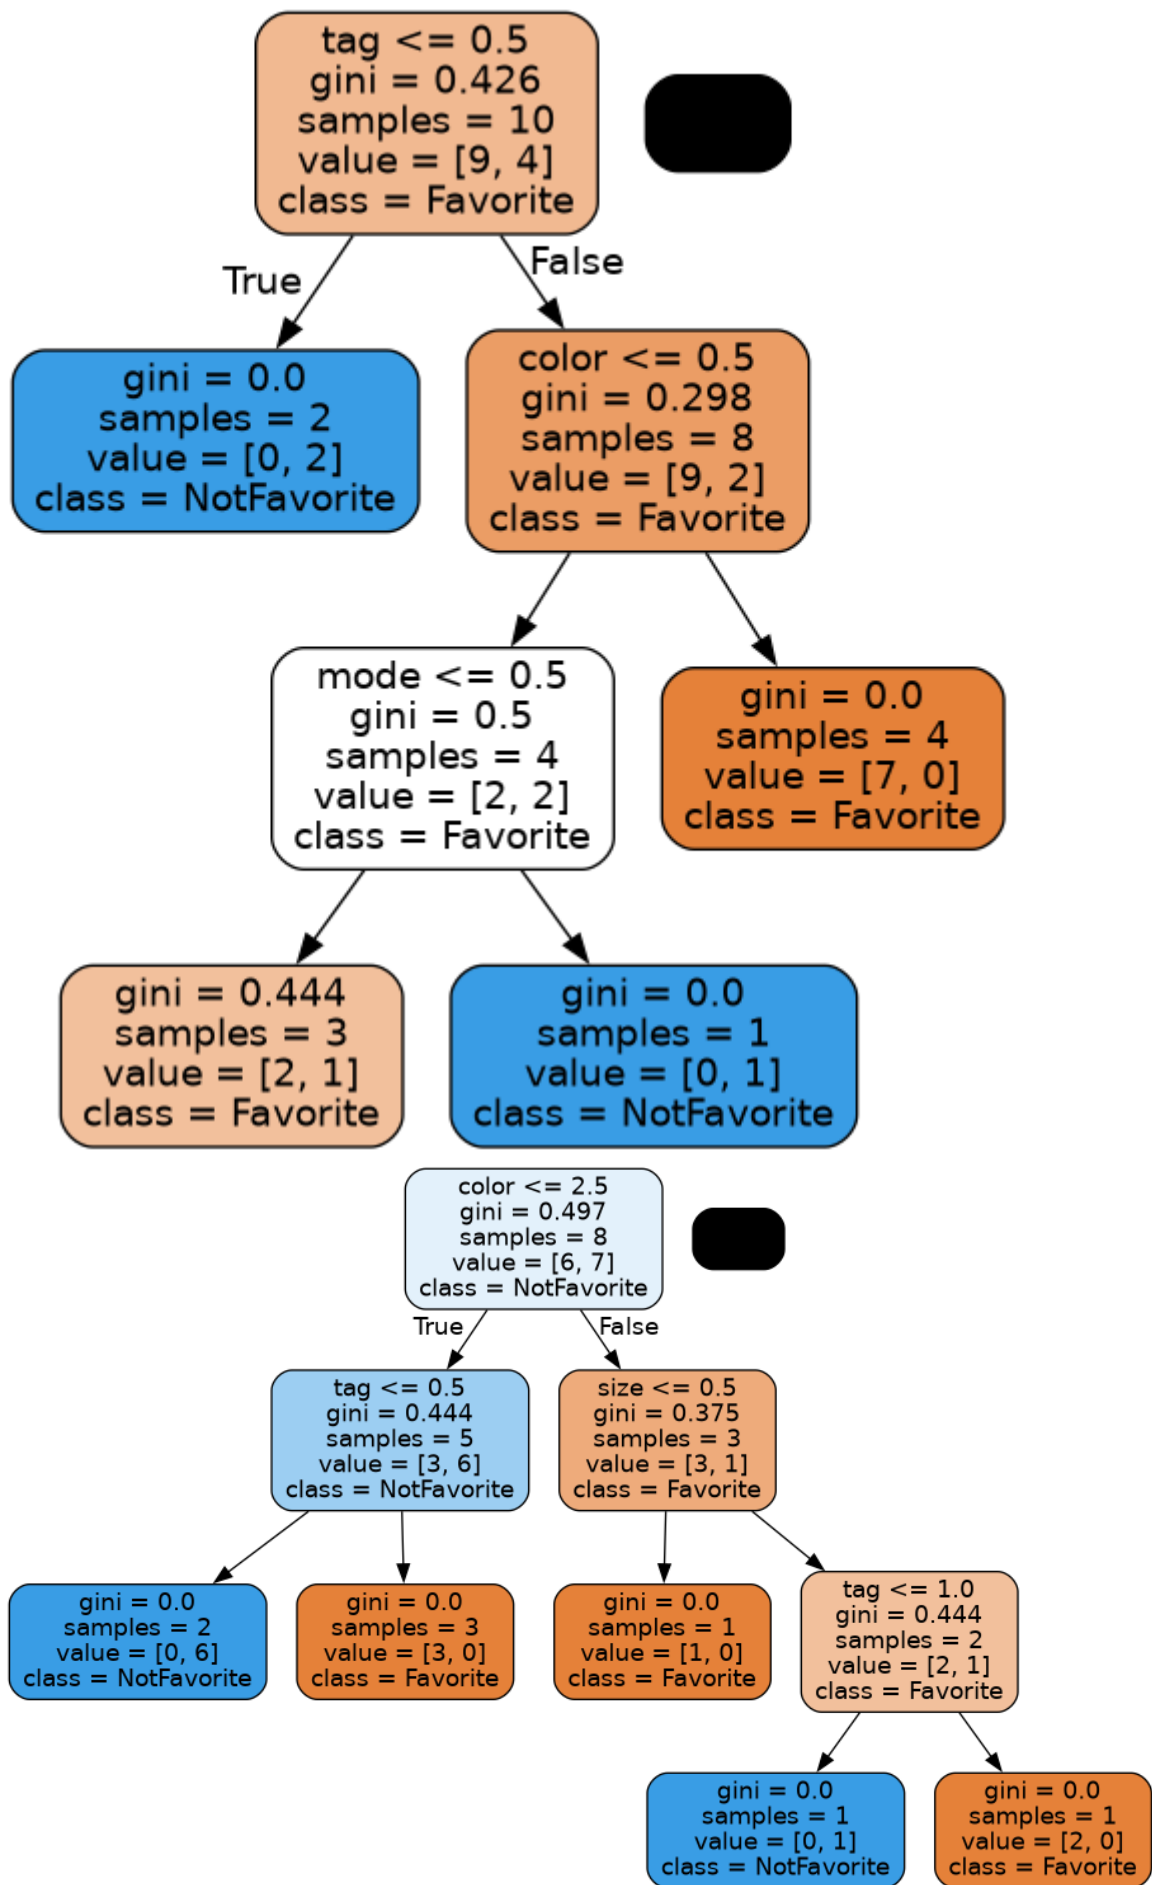 tag <= 0.5
gini = 0.426
samples = 10
value = [9, 4]
class = Favorite
True
False
gini = 0.0
samples = 2
value = [0, 2]
class = NotFavorite
color <= 0.5
gini = 0.298
samples = 8
value = [9, 2]
class = Favorite
mode <= 0.5
gini = 0.5
samples = 4
value = [2, 2]
class = Favorite
gini = 0.0
samples = 4
value = [7, 0]
class = Favorite
gini = 0.444
samples = 3
value = [2, 1]
class = Favorite
gini = 0.0
samples = 1
value = [0, 1]
class = NotFavorite
color <= 2.5
gini = 0.497
samples = 8
value = [6, 7]
class = NotFavorite
True
False
tag <= 0.5
gini = 0.444
samples = 5
value = [3, 6]
class = NotFavorite
size <= 0.5
gini = 0.375
samples = 3
value = [3, 1]
class = Favorite
gini = 0.0
samples = 2
value = [0, 6]
class = NotFavorite
gini = 0.0
samples = 3
value = [3, 0]
class = Favorite
gini = 0.0
samples = 1
value = [1, 0]
class = Favorite
tag <= 1.0
gini = 0.444
samples = 2
value = [2, 1]
class = Favorite
gini = 0.0
samples = 1
value = [0, 1]
class = NotFavorite
gini = 0.0
samples = 1
value = [2, 0]
class = Favorite